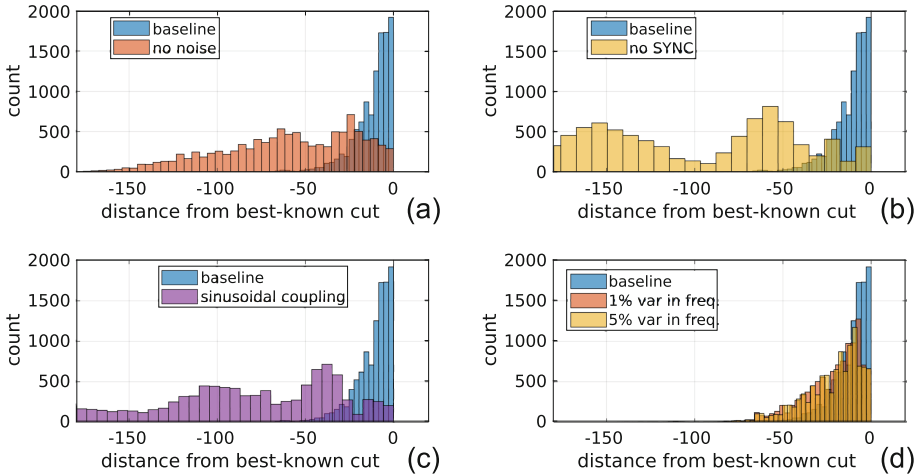 2000
1500
1000
500
0
count
baseline
no noise
-150
-100
-50
0
distance from best-known cut
(a)
2000
1500
1000
500
0
count
baseline
no SYNC
-150
-100
-50
0
distance from best-known cut
(b)
2000
1500
1000
500
0
count
baseline
sinusoidal coupling
-150
-100
-50
0
distance from best-known cut
(c)
2000
1500
1000
500
0
count
baseline
1% var in freq.
5% var in freq.
-150
-100
-50
0
distance from best-known cut
(d)